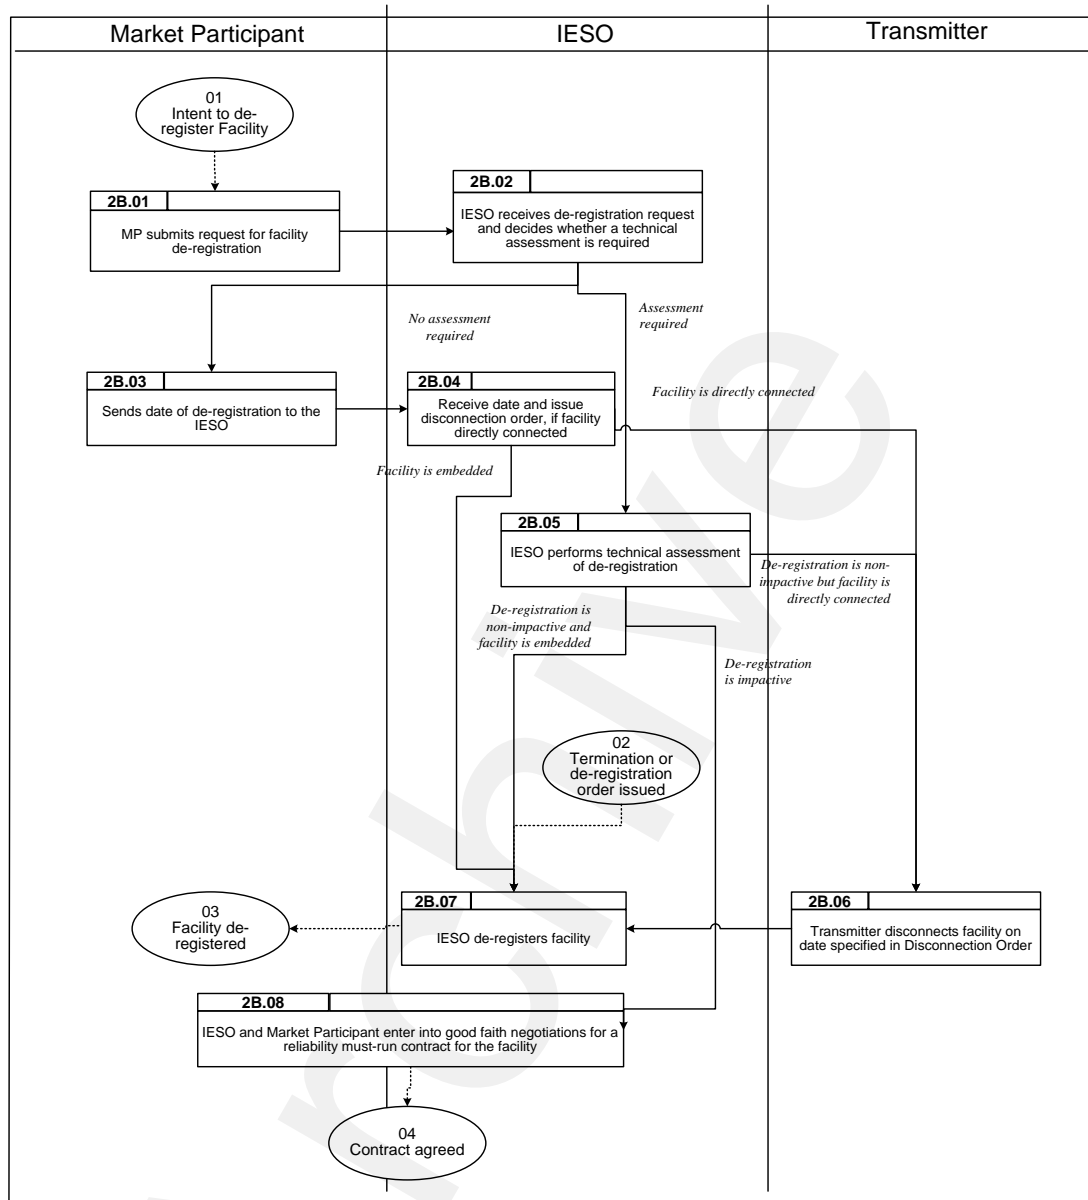 Market Participant
IESO
Transmitter
01
Intent to de-
register Facility
2B.01
MP submits request for facility
de-registration
2B.02
IESO receives de-registration request
and decides whether a technical
assessment is required
No assessment
required
Assessment
required
2B.03
Sends date of de-registration to the
IESO
2B.04
Receive date and issue
disconnection order, if facility
directly connected
Facility is directly connected
Facility is embedded
2B.05
IESO performs technical assessment
of de-registration
De-registration is non-
impactive but facility is
directly connected
De-registration is
non-impactive and
facility is embedded
De-registration
is impactive
02
Termination or
de-registration
order issued
03
Facility de-
registered
2B.07
IESO de-registers facility
2B.06
Transmitter disconnects facility on
date specified in Disconnection Order
2B.08
IESO and Market Participant enter into good faith negotiations for a
reliability must-run contract for the facility
04
Contract agreed
rchive